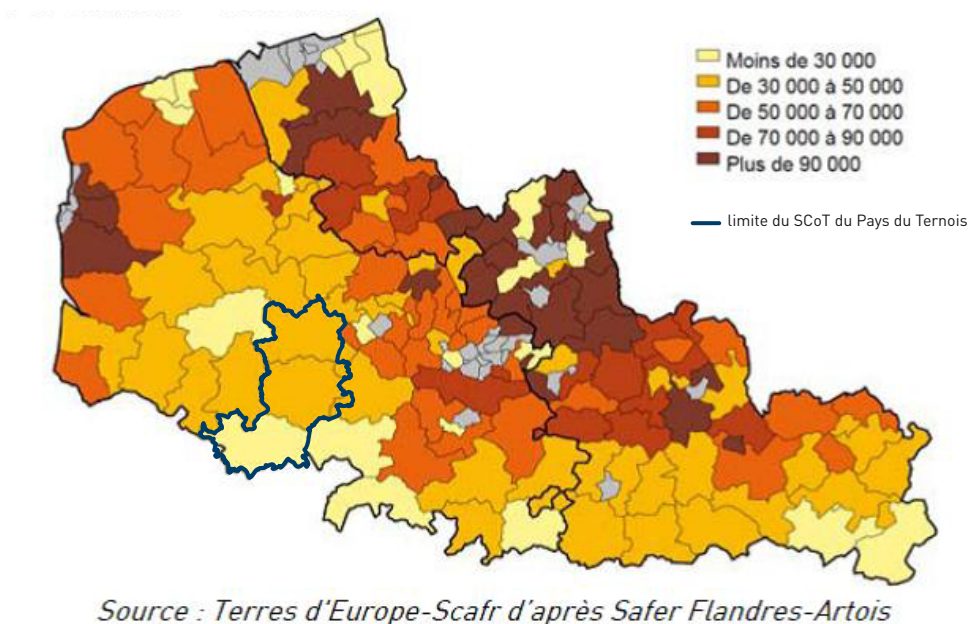 Moins de 30 000
De 30 000 à 50 000
De 50 000 à 70 000
De 70 000 à 90 000
Plus de 90 000
limite du SCoT du Pays du Ternois
Source : Terres d'Europe-Scafr d'après Safer Flandres-Artois